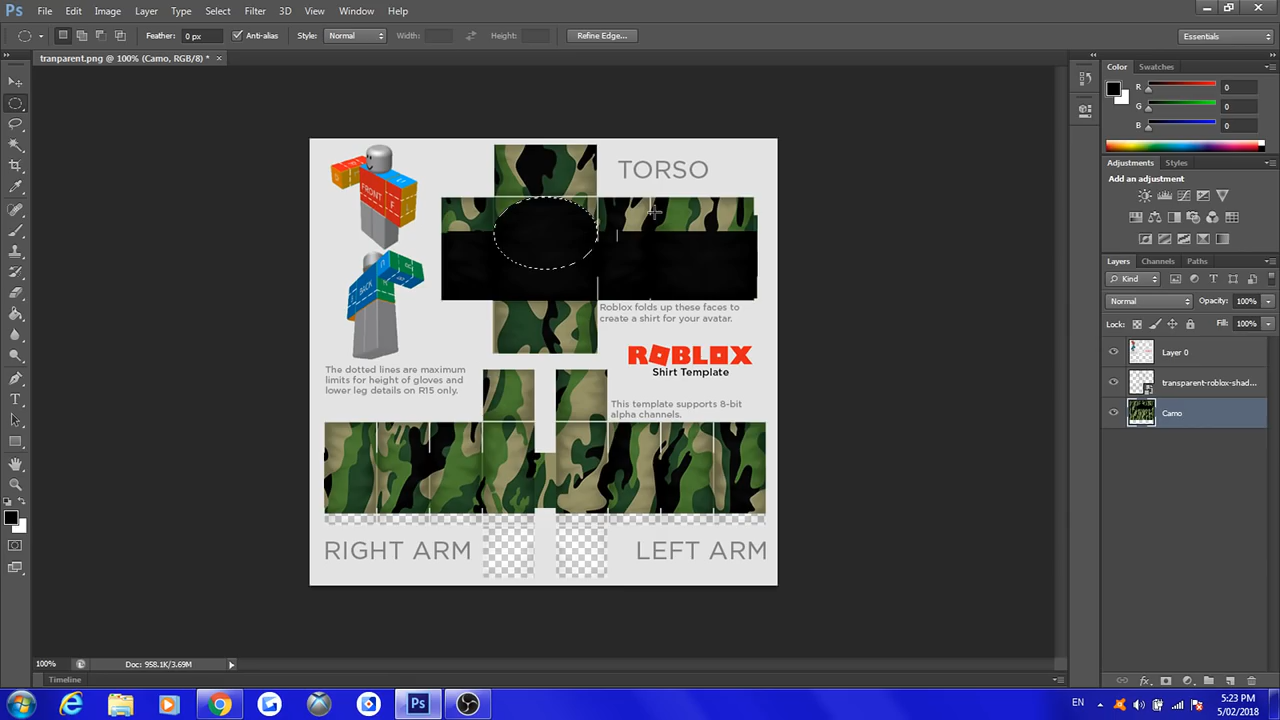 Ps File Edit Image Layer Type Select Filter 3D View Window Help
Feather: 0 px Anti-alias Style: Normal Width: Height: Refine Edge... Essentials
tranparent.png @ 100% (Camo, RGB/8) * ×
Color Swatches
R 0
G 0
B 0
Adjustments Styles
Add an adjustment
Layers Channels Paths
Kind
Normal Opacity: 100%
Lock: Fill: 100%
Layer 0
transparent-roblox-shad...
Camo
TORSO
FRONT
BACK
Roblox folds up these faces to
create a shirt for your avatar.
ROBLOX
Shirt Template
The dotted lines are maximum
limits for height of gloves and
lower leg details on R15 only.
This template supports 8-bit
alpha channels.
RIGHT ARM LEFT ARM
100% Doc: 958.1K/3.69M
Timeline
Ps
EN
5:23 PM
5/02/2018